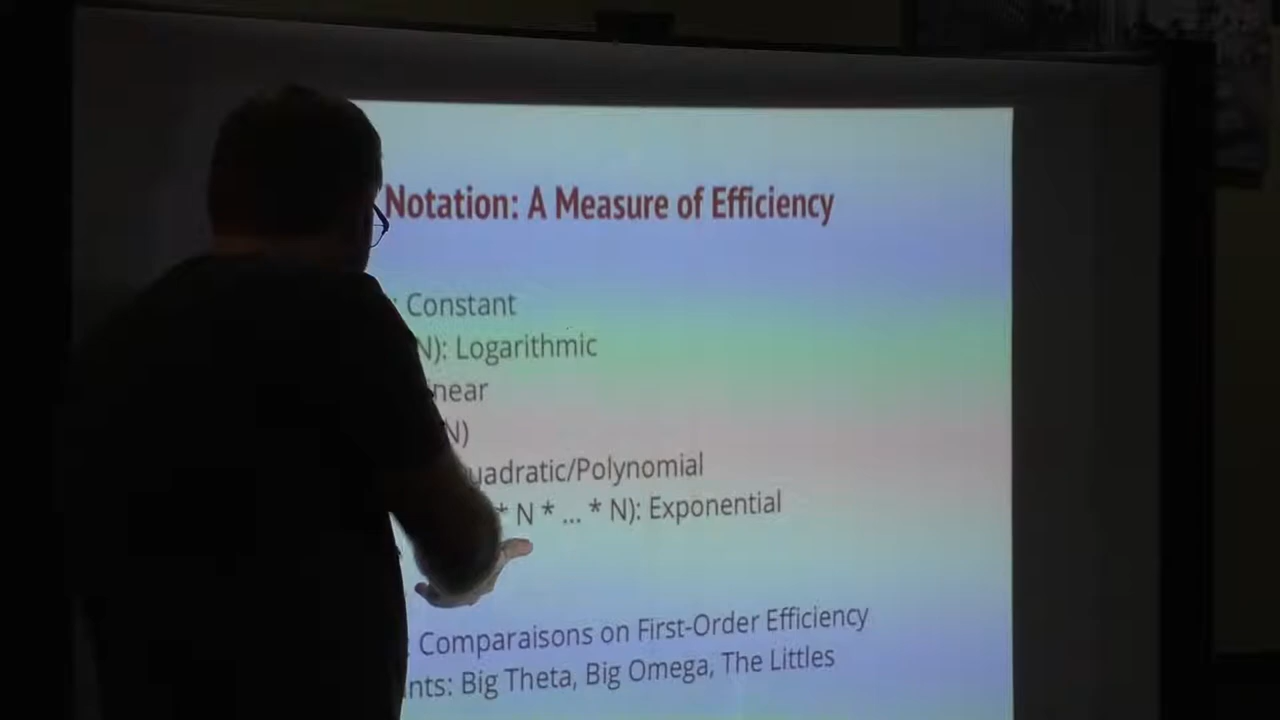 Notation: A Measure of Efficiency
: Constant
N): Logarithmic
near
N)
uadratic/Polynomial
* N * ... * N): Exponential
: Comparaisons on First-Order Efficiency
nts: Big Theta, Big Omega, The Littles